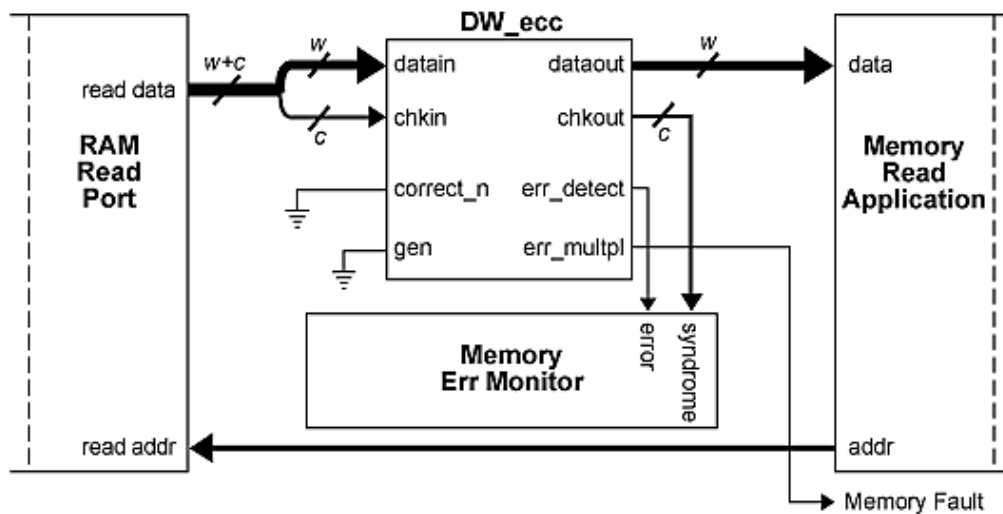 DW_ecc
w+c
w
w
read data
datain
dataout
data
c
chkin
chkout
c
RAM
Read
Port
Memory
Read
Application
correct_n
err_detect
gen
err_multpl
error
syndrome
Memory
Err Monitor
read addr
addr
Memory Fault